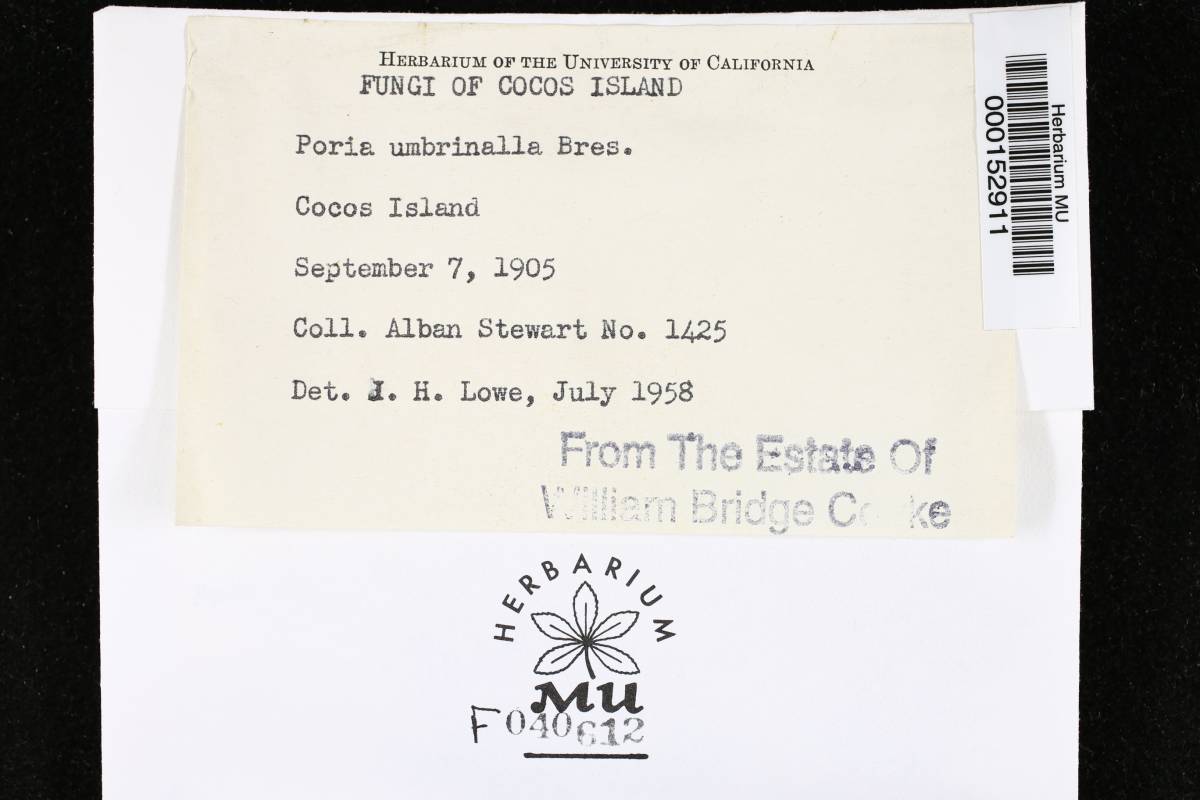 HERBARIUM OF THE UNIVERSITY OF CALIFORNIA
FUNGI OF COCOS ISLAND
Poria umbrinalla Bres.
Cocos Island
September 7, 1905
Coll. Alban Stewart No. 1425
Det. J. H. Lowe, July 1958
From The Estate Of
William Bridge Cooke
Herbarium MU
000152911
HERBARIUM
MU
F 040612